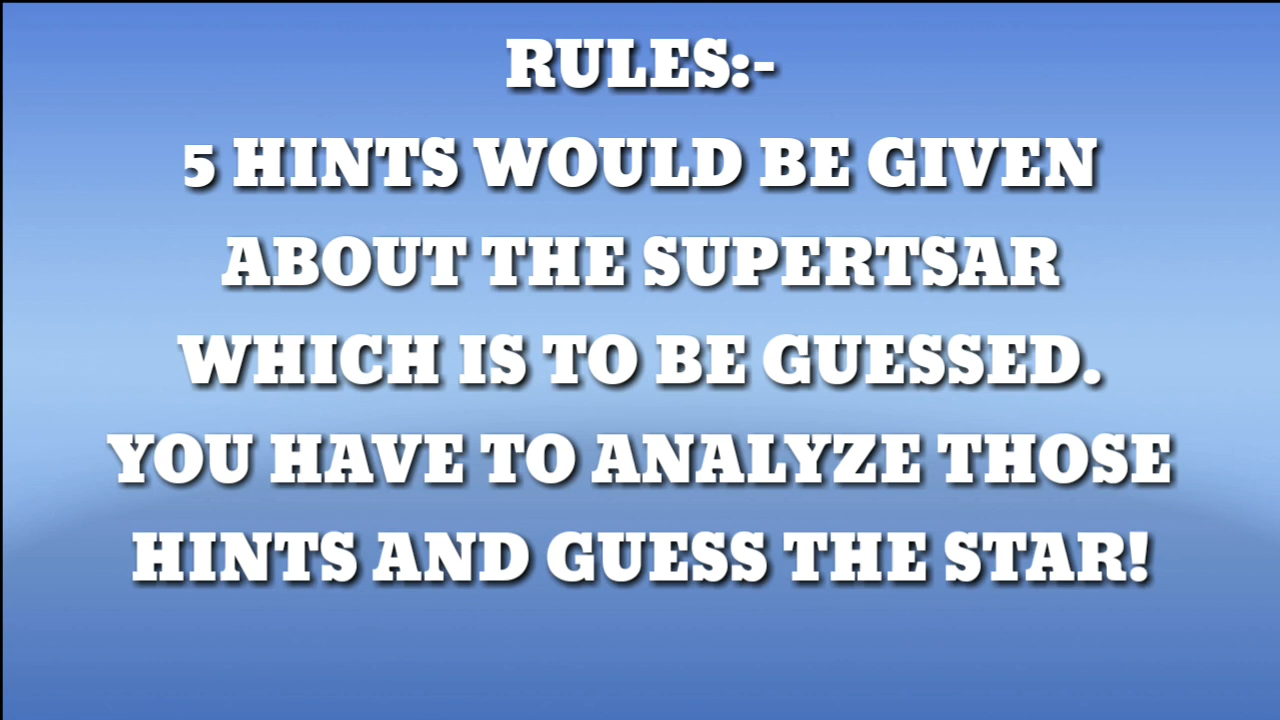 RULES:-
5 HINTS WOULD BE GIVEN
ABOUT THE SUPERTSAR
WHICH IS TO BE GUESSED.
YOU HAVE TO ANALYZE THOSE
HINTS AND GUESS THE STAR!